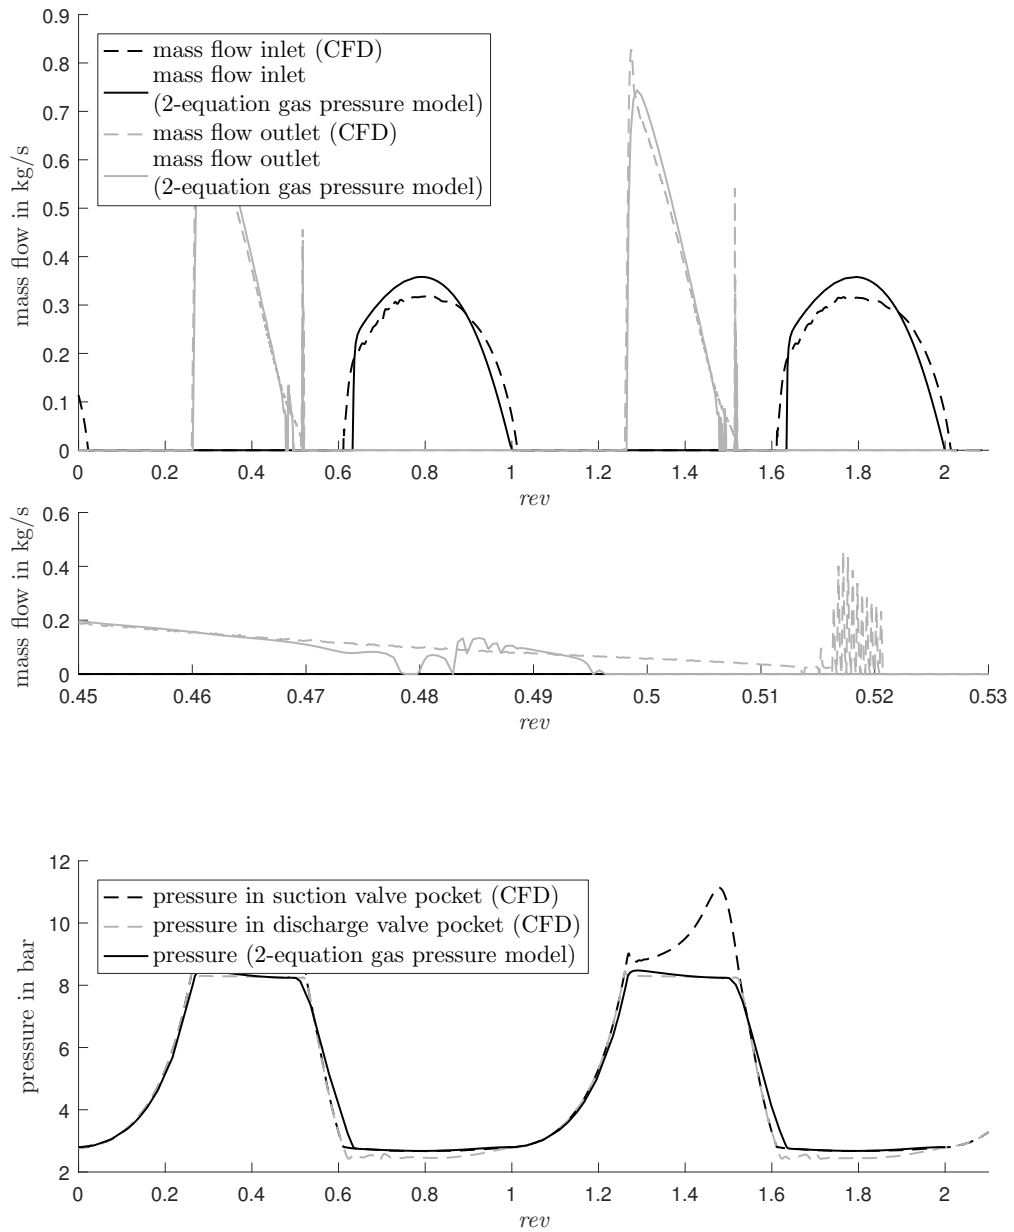 0.9
0.8
0.7
0.6
0.5
0.4
0.3
0.2
0.1
0
mass flow in kg/s
mass flow inlet (CFD)
mass flow inlet
(2-equation gas pressure model)
mass flow outlet (CFD)
mass flow outlet
(2-equation gas pressure model)
0 0.2 0.4 0.6 0.8 1 1.2 1.4 1.6 1.8 2
rev
0.6
0.4
0.2
0
mass flow in kg/s
0.45 0.46 0.47 0.48 0.49 0.5 0.51 0.52 0.53
rev
12
10
8
6
4
2
pressure in bar
pressure in suction valve pocket (CFD)
pressure in discharge valve pocket (CFD)
pressure (2-equation gas pressure model)
0 0.2 0.4 0.6 0.8 1 1.2 1.4 1.6 1.8 2
rev